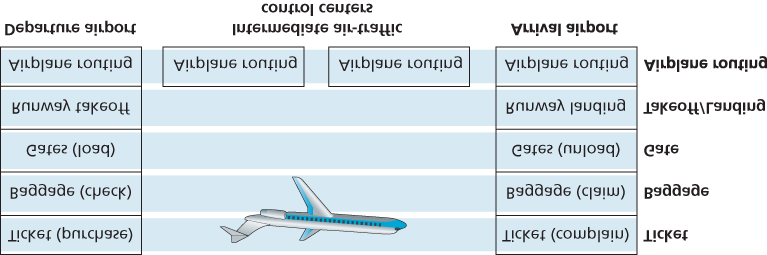 Ticket (purchase) Ticket (complain) Ticket
Baggage (check) Baggage (claim) Baggage
Gates (load) Gates (unload) Gate
Runway takeoff Runway landing Takeoff/Landing
Airplane routing Airplane routing Airplane routing Airplane routing Airplane routing
Departure airport Intermediate air-traffic Arrival airport
control centers